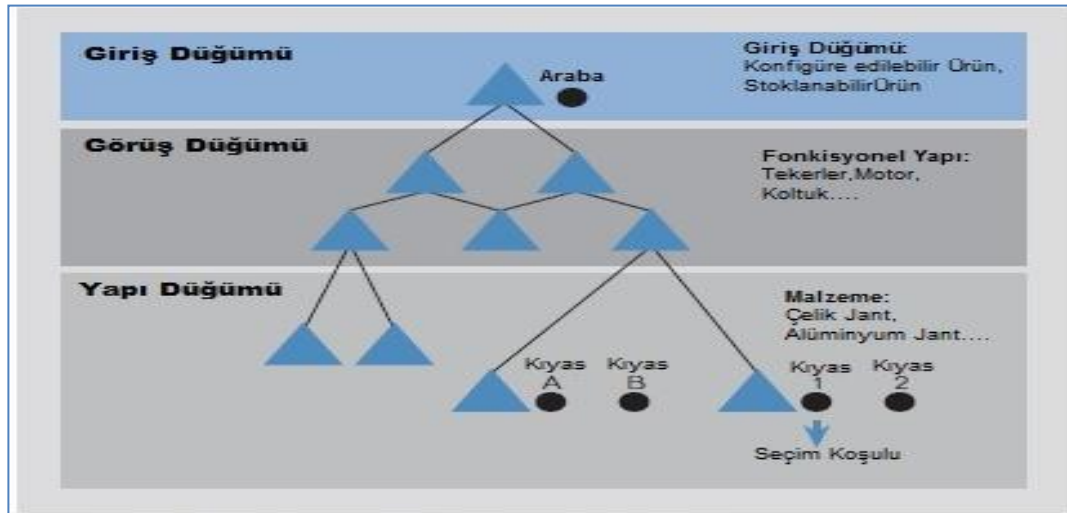 Giriş Düğümü
Giriş Düğümü:
Konfigüre edilebilir Ürün,
StoklanabilirÜrün
Araba
Görüş Düğümü
Fonkisyonel Yapı:
Tekerler,Motor,
Koltuk....
Yapı Düğümü
Malzeme:
Çelik Jant,
Alüminyum Jant....
Kıyas
A
Kıyas
B
Kıyas
1
Kıyas
2
Seçim Koşulu